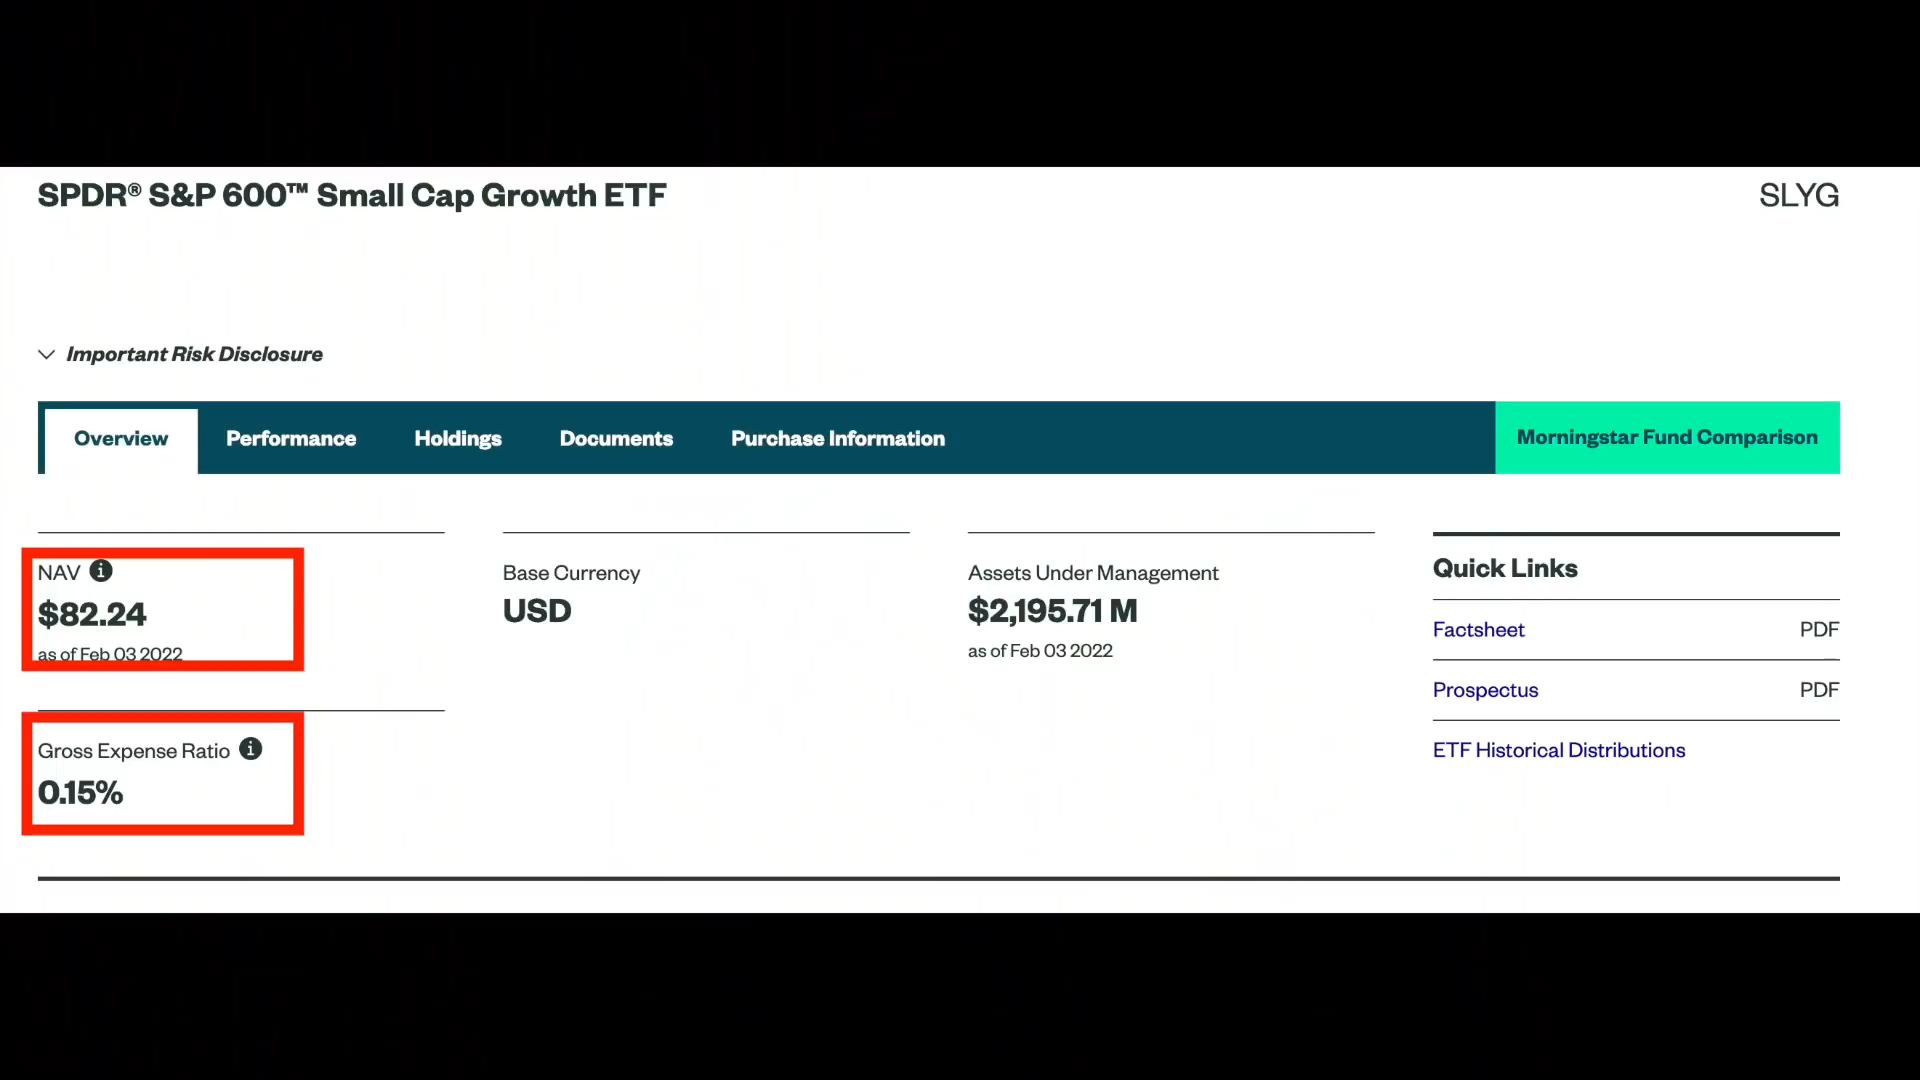 SPDR® S&P 600™ Small Cap Growth ETF
SLYG
Important Risk Disclosure
Overview
Performance
Holdings
Documents
Purchase Information
Morningstar Fund Comparison
NAV
$82.24
as of Feb 03 2022
Base Currency
USD
Assets Under Management
$2,195.71 M
as of Feb 03 2022
Gross Expense Ratio
0.15%
Quick Links
Factsheet PDF
Prospectus PDF
ETF Historical Distributions